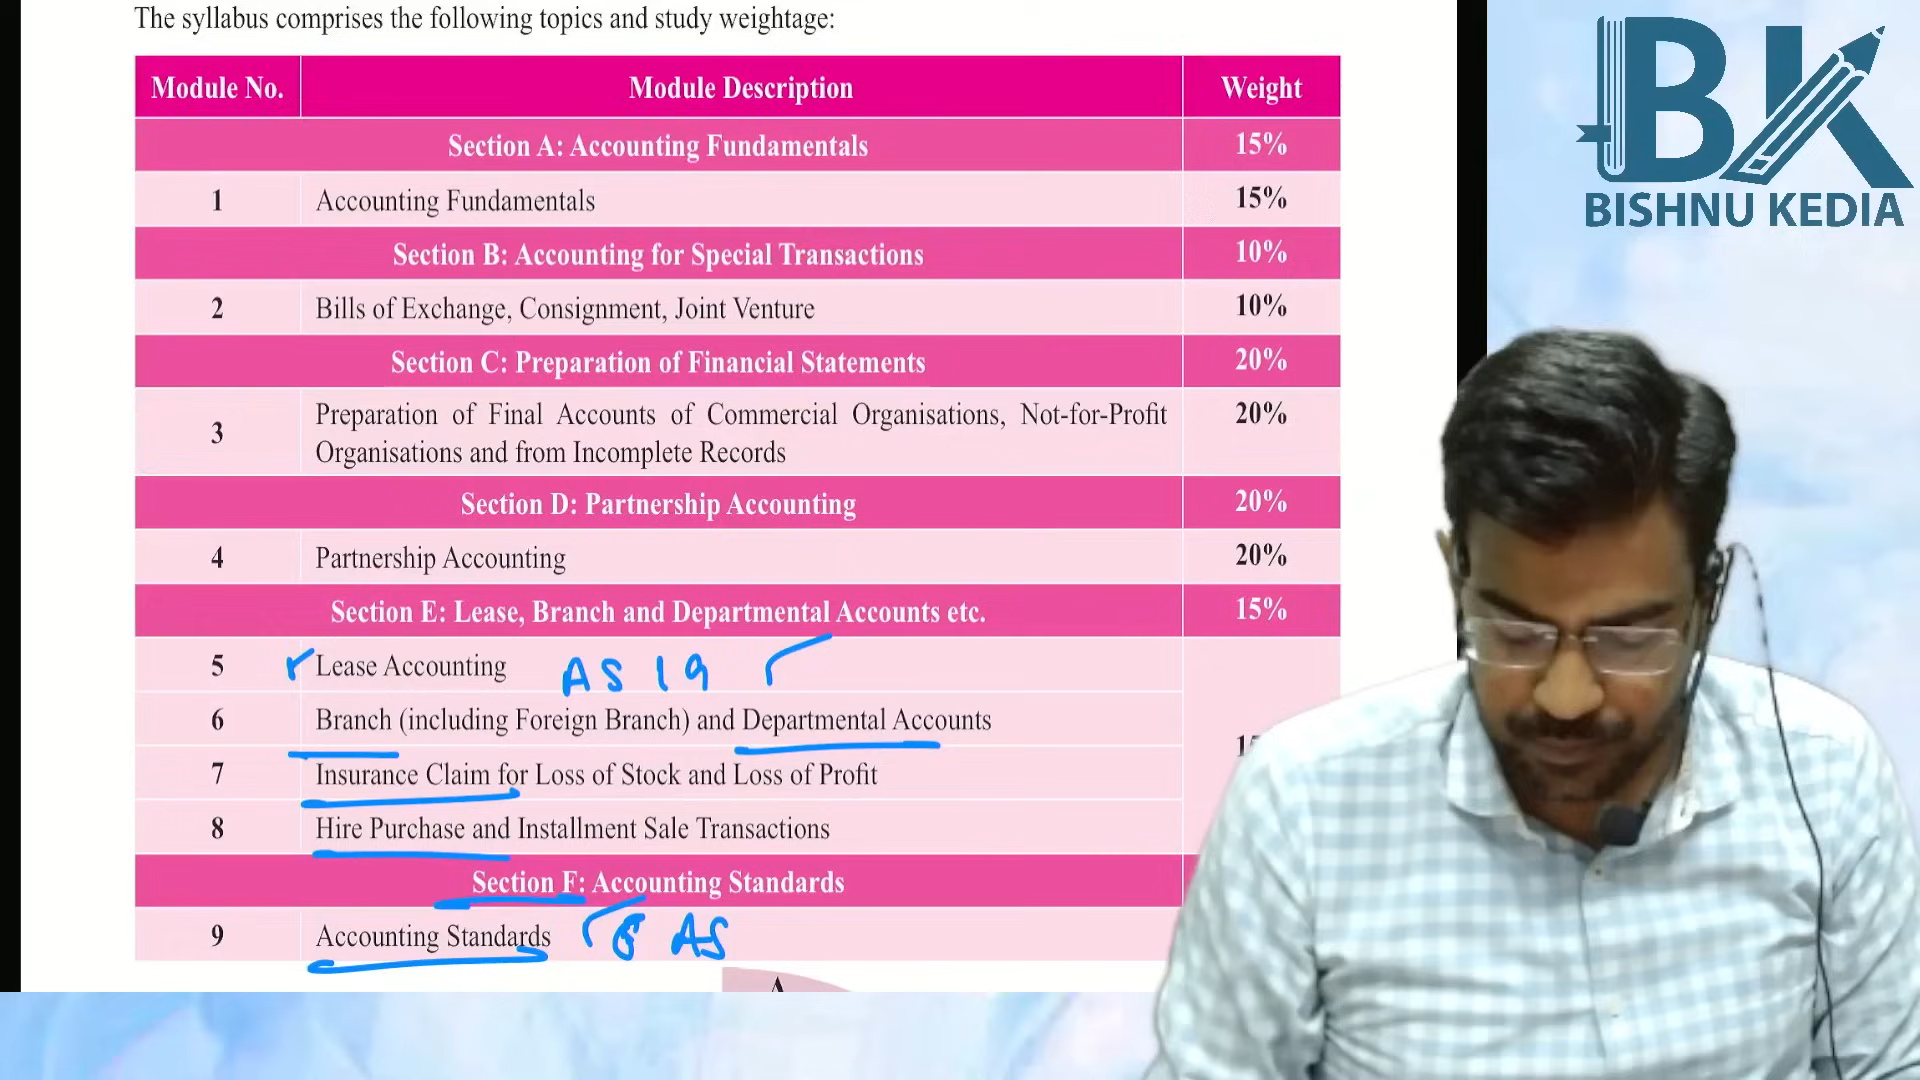 The syllabus comprises the following topics and study weightage:
Module No. Module Description Weight
Section A: Accounting Fundamentals 15%
1 Accounting Fundamentals 15%
Section B: Accounting for Special Transactions 10%
2 Bills of Exchange, Consignment, Joint Venture 10%
Section C: Preparation of Financial Statements 20%
3 Preparation of Final Accounts of Commercial Organisations, Not-for-Profit 20%
Organisations and from Incomplete Records
Section D: Partnership Accounting 20%
4 Partnership Accounting 20%
Section E: Lease, Branch and Departmental Accounts etc. 15%
5 Lease Accounting AS 19
6 Branch (including Foreign Branch) and Departmental Accounts
7 Insurance Claim for Loss of Stock and Loss of Profit
8 Hire Purchase and Installment Sale Transactions
Section F: Accounting Standards
9 Accounting Standards AS
A
BK
BISHNU KEDIA